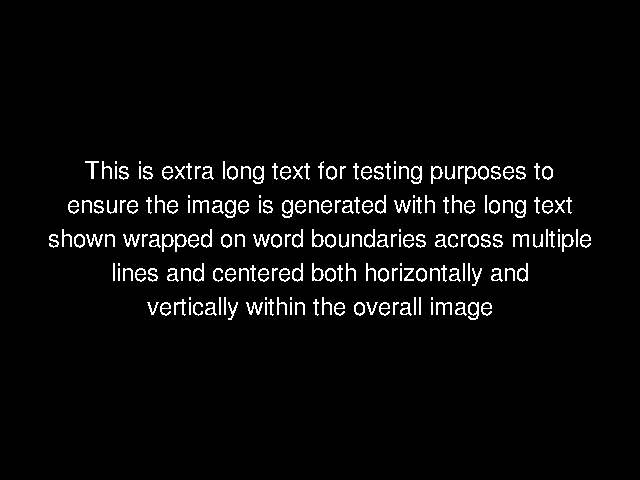 This is extra long text for testing purposes to
ensure the image is generated with the long text
shown wrapped on word boundaries across multiple
lines and centered both horizontally and
vertically within the overall image